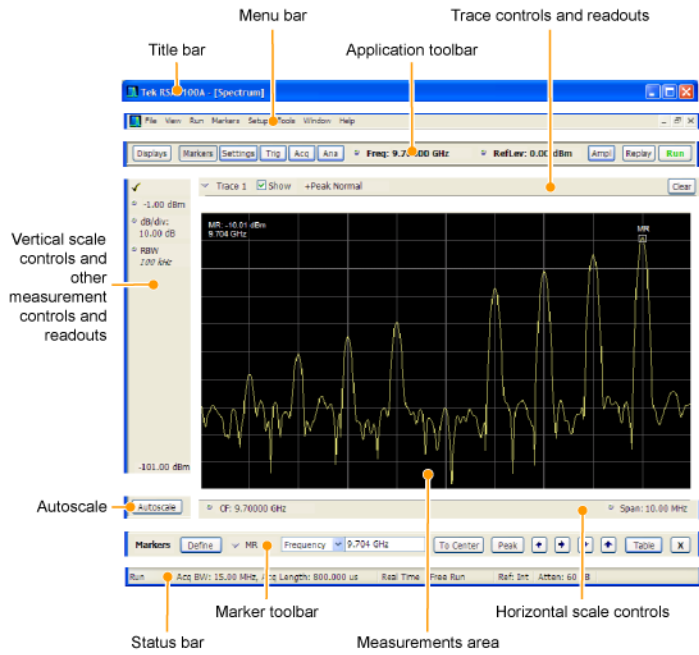 Menu bar
Trace controls and readouts
Title bar
Application toolbar
Tek RSA 100A - [Spectrum]
File View Run Markers Setup Tools Window Help
Displays Markers Settings Trig Acq Ana Freq: 9.70000 GHz RefLev: 0.00 dBm Ampl Replay Run
Trace 1 Show +Peak Normal Clear
-1.00 dBm
dB/div:
10.00 dB
RBW
100 kHz
MR: -10.01 dBm
9.704 GHz
MR
Vertical scale
controls and
other
measurement
controls and
readouts
-101.00 dBm
Autoscale
Autoscale
CF: 9.70000 GHz
Span: 10.00 MHz
Markers Define MR Frequency 9.704 GHz To Center Peak Table X
Run Acq BW: 15.00 MHz, Acq Length: 800.000 us Real Time Free Run Ref: Int Atten: 60
Marker toolbar
Horizontal scale controls
Status bar
Measurements area